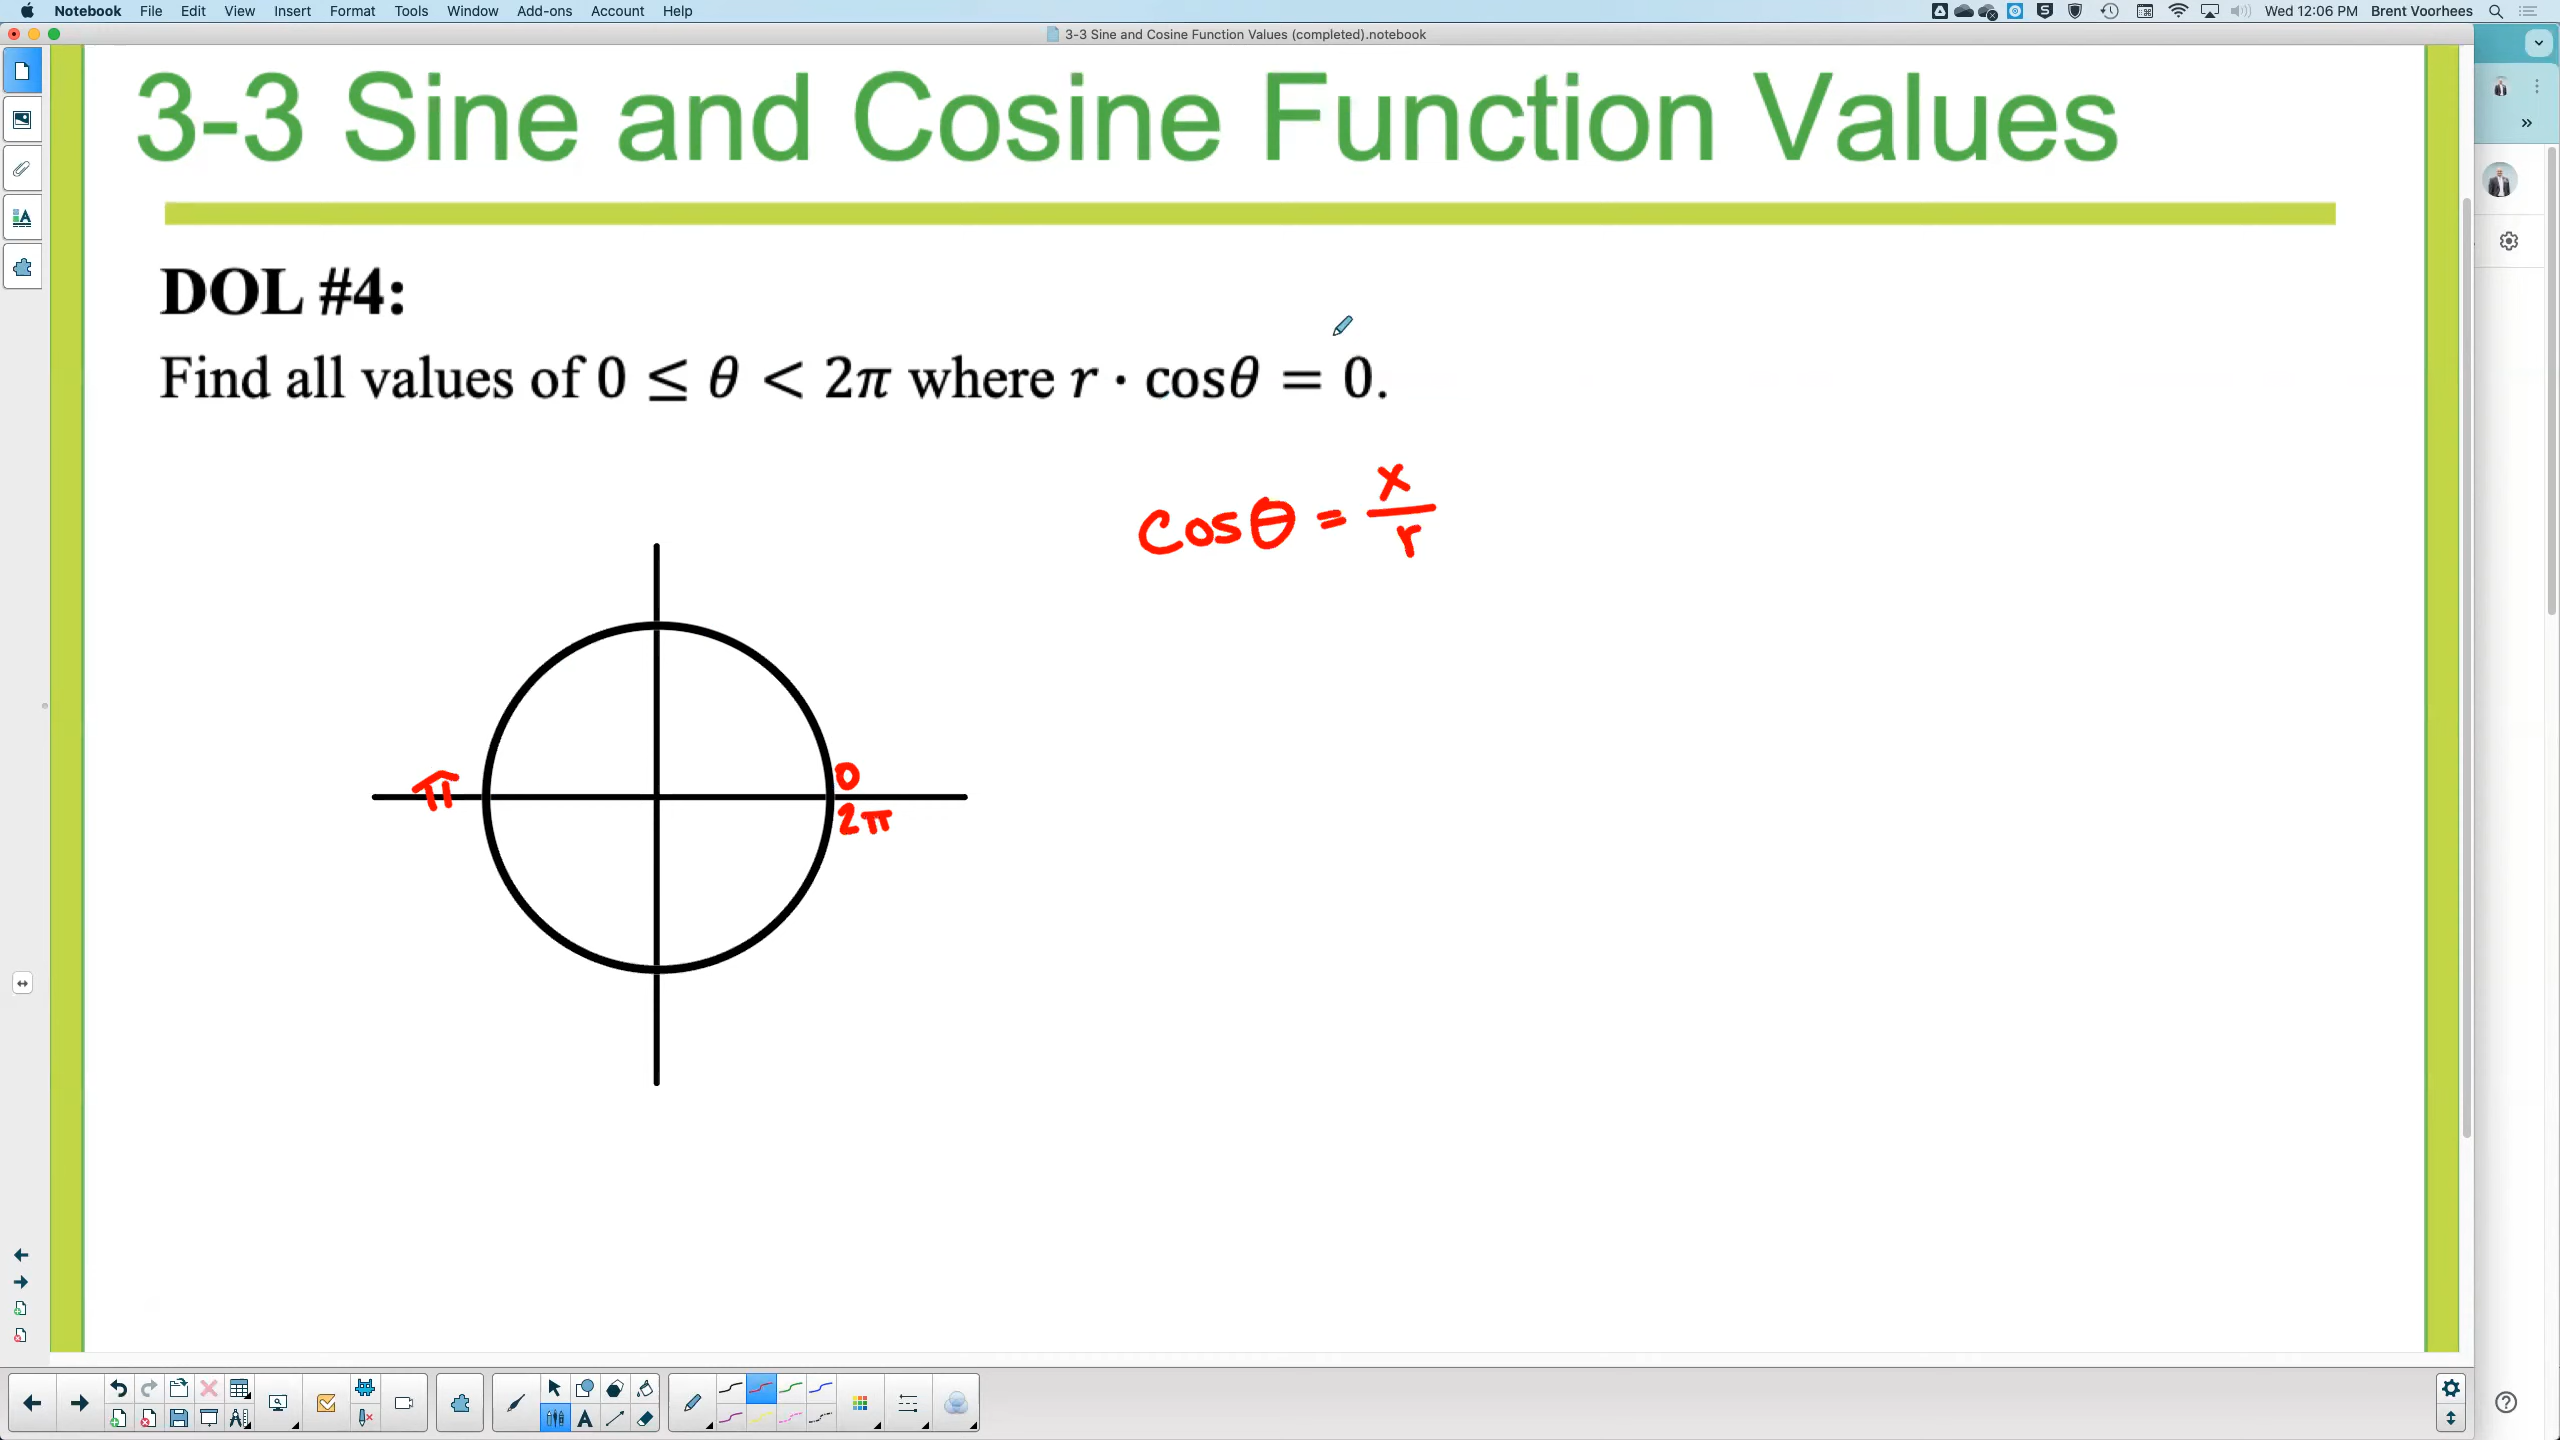 Notebook File Edit View Insert Format Tools Window Add-ons Account Help Wed 12:06 PM Brent Voorhees
3-3 Sine and Cosine Function Values (completed).notebook
3-3 Sine and Cosine Function Values
DOL #4:
Find all values of 0 ≤ θ < 2π where r · cosθ = 0.
cosθ = x/r
π
0
2π